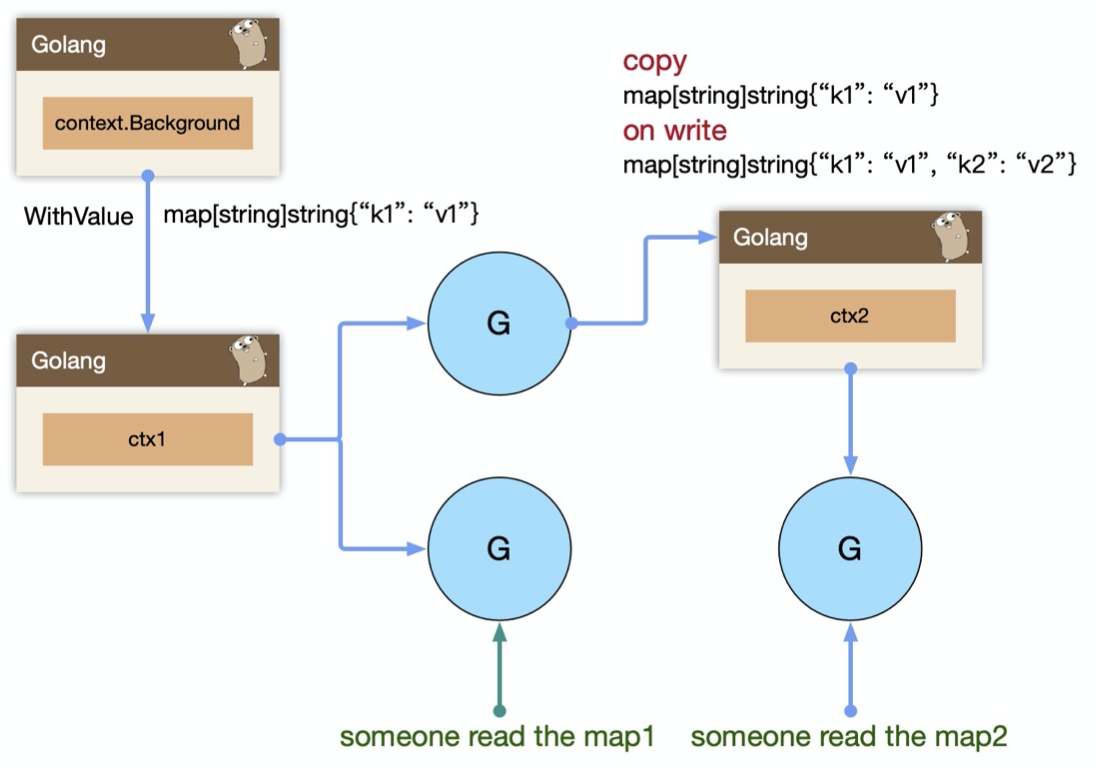 Golang
context.Background
WithValue
map[string]string{“k1”: “v1”}
Golang
ctx1
G
G
copy
map[string]string{“k1”: “v1”}
on write
map[string]string{“k1”: “v1”, “k2”: “v2”}
Golang
ctx2
G
someone read the map1
someone read the map2